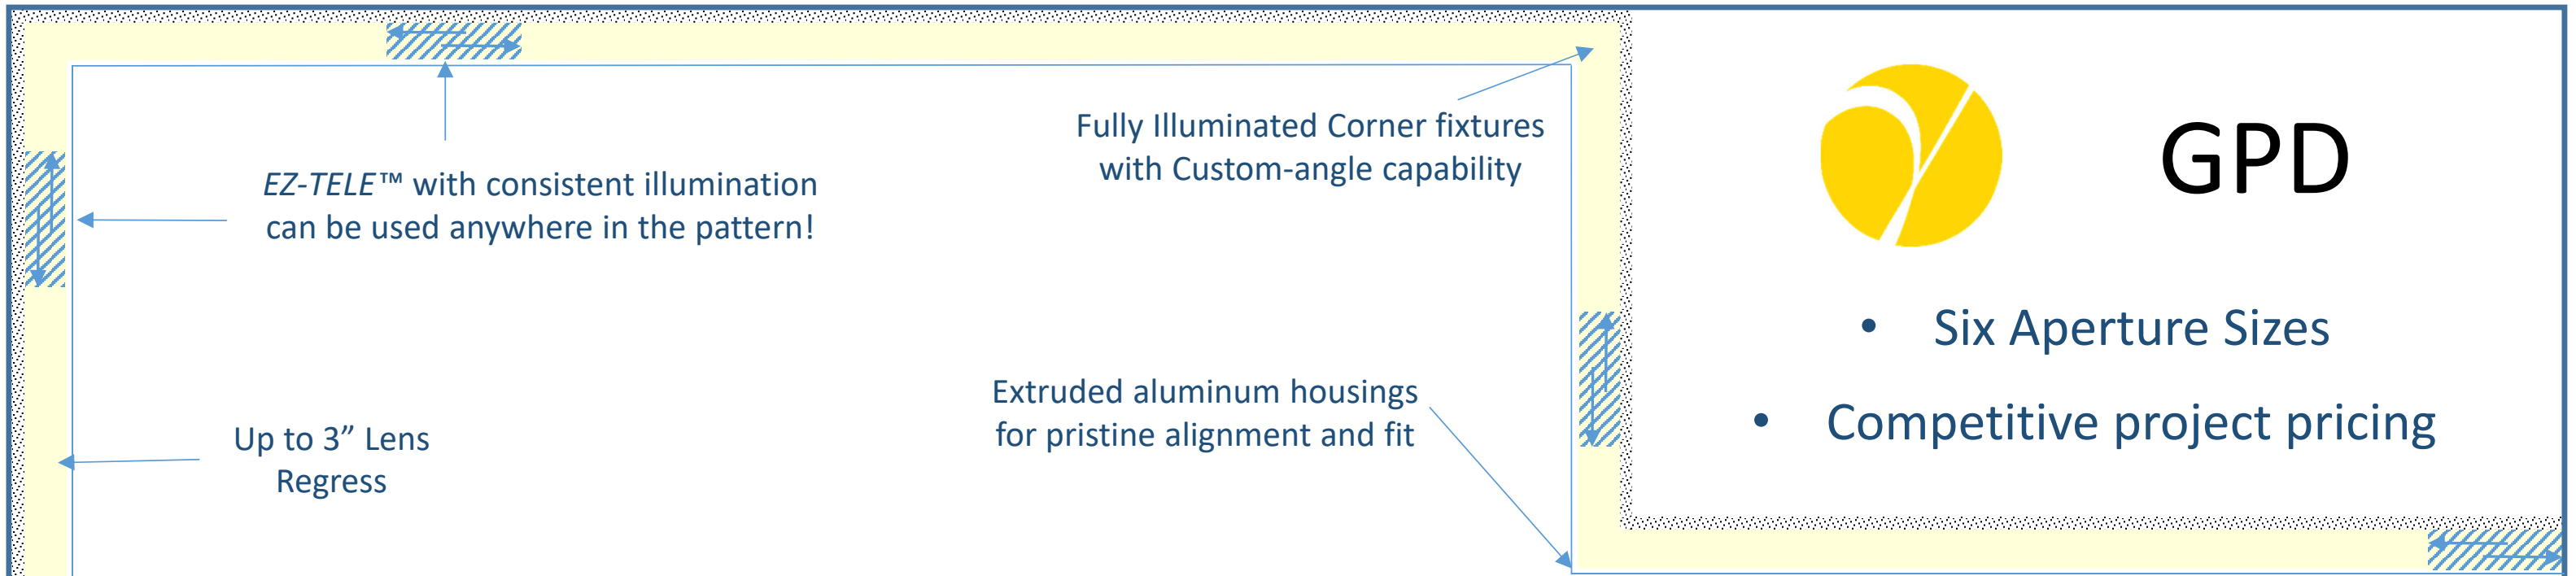 Fully Illuminated Corner fixtures
with Custom-angle capability
EZ-TELE™ with consistent illumination
can be used anywhere in the pattern!
Extruded aluminum housings
for pristine alignment and fit
Up to 3” Lens
Regress
GPD
• Six Aperture Sizes
• Competitive project pricing